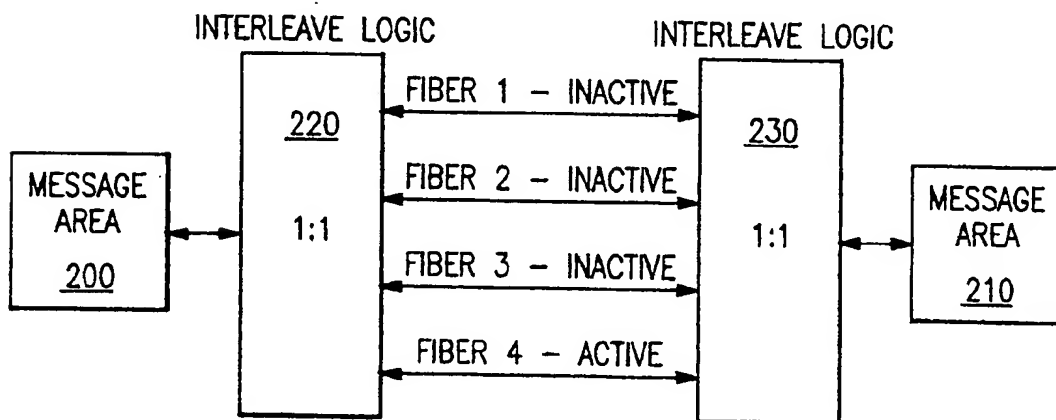 INTERLEAVE LOGIC
INTERLEAVE LOGIC
FIBER 1 - INACTIVE
220
230
FIBER 2 - INACTIVE
MESSAGE
AREA
200
1:1
1:1
MESSAGE
AREA
210
FIBER 3 - INACTIVE
FIBER 4 - ACTIVE